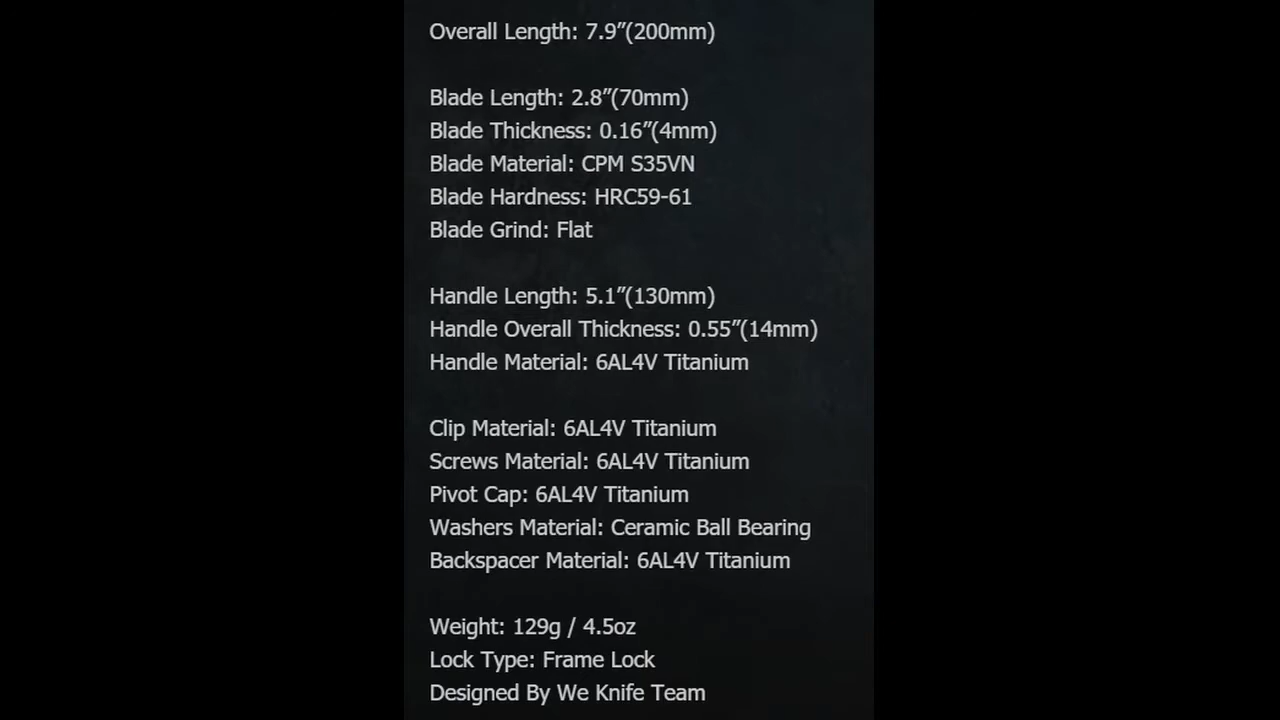 Overall Length: 7.9”(200mm)
Blade Length: 2.8”(70mm)
Blade Thickness: 0.16”(4mm)
Blade Material: CPM S35VN
Blade Hardness: HRC59-61
Blade Grind: Flat
Handle Length: 5.1”(130mm)
Handle Overall Thickness: 0.55”(14mm)
Handle Material: 6AL4V Titanium
Clip Material: 6AL4V Titanium
Screws Material: 6AL4V Titanium
Pivot Cap: 6AL4V Titanium
Washers Material: Ceramic Ball Bearing
Backspacer Material: 6AL4V Titanium
Weight: 129g / 4.5oz
Lock Type: Frame Lock
Designed By We Knife Team